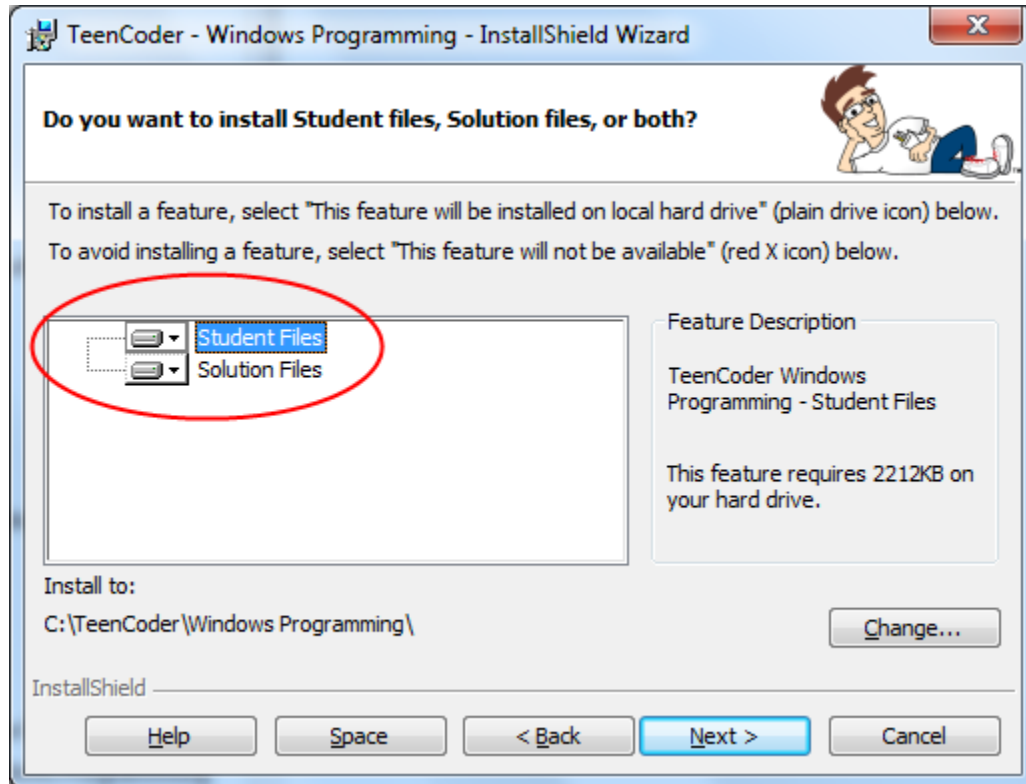 TeenCoder - Windows Programming - InstallShield Wizard
Do you want to install Student files, Solution files, or both?
To install a feature, select "This feature will be installed on local hard drive" (plain drive icon) below.
To avoid installing a feature, select "This feature will not be available" (red X icon) below.
Student Files
Solution Files
Feature Description
TeenCoder Windows
Programming - Student Files
This feature requires 2212KB on
your hard drive.
Install to:
C:\TeenCoder\Windows Programming\
Change...
InstallShield
Help
Space
< Back
Next >
Cancel